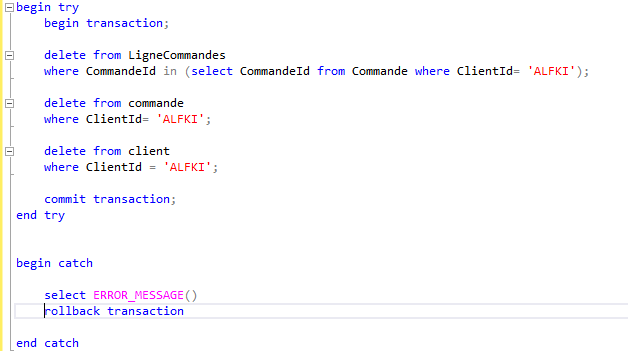 begin try
begin transaction;
delete from LigneCommandes
where CommandeId in (select CommandeId from Commande where ClientId= 'ALFKI');
delete from commande
where ClientId= 'ALFKI';
delete from client
where ClientId = 'ALFKI';
commit transaction;
end try
begin catch
select ERROR_MESSAGE()
rollback transaction
end catch